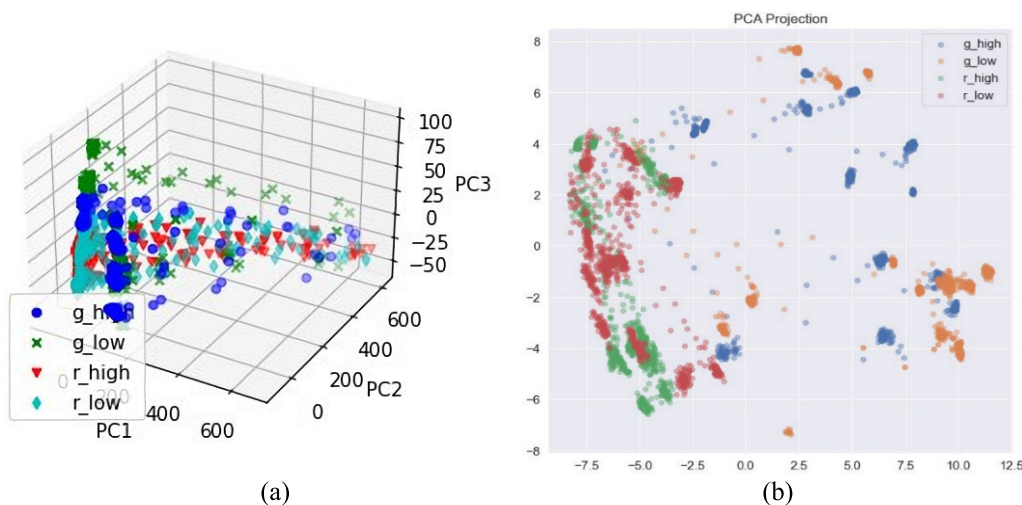 100
75
50
25
0
−25
−50
PC3
g_high
g_low
r_high
r_low
0
200
400
600
PC1
0
200
400
600
PC2
(a)
PCA Projection
g_high
g_low
r_high
r_low
8
6
4
2
0
−2
−4
−6
−8
−7.5
−5.0
−2.5
0.0
2.5
5.0
7.5
10.0
12.5
(b)